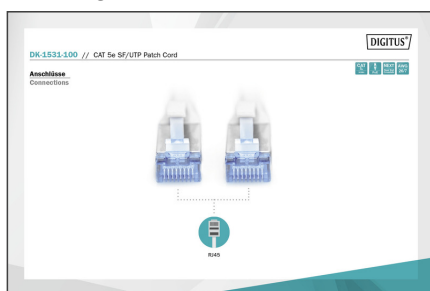 DIGITUS®
DK-1531-100 // CAT 5e SF/UTP Patch Cord
Anschlüsse
Connections
RJ45